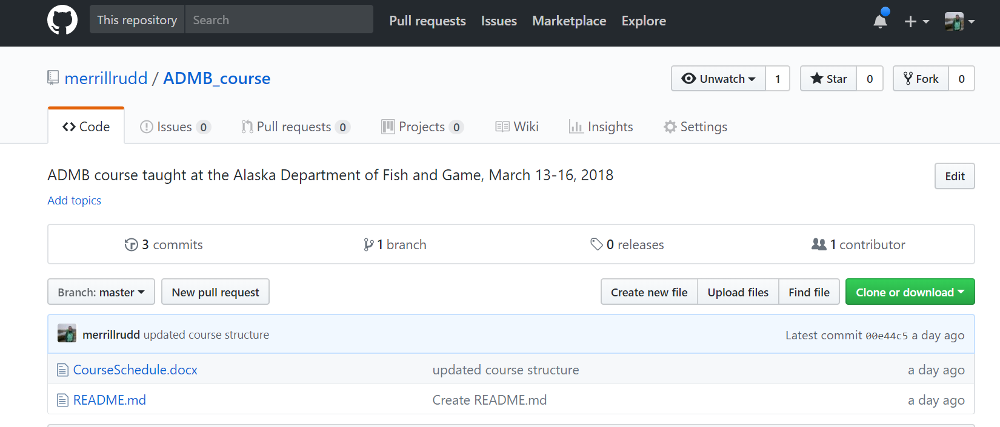 This repository Search Pull requests Issues Marketplace Explore
merrillrudd / ADMB_course Unwatch 1 Star 0 Fork 0
Code Issues 0 Pull requests 0 Projects 0 Wiki Insights Settings
ADMB course taught at the Alaska Department of Fish and Game, March 13-16, 2018 Edit
Add topics
3 commits 1 branch 0 releases 1 contributor
Branch: master New pull request Create new file Upload files Find file Clone or download
merrillrudd updated course structure Latest commit 00e44c5 a day ago
CourseSchedule.docx updated course structure a day ago
README.md Create README.md a day ago